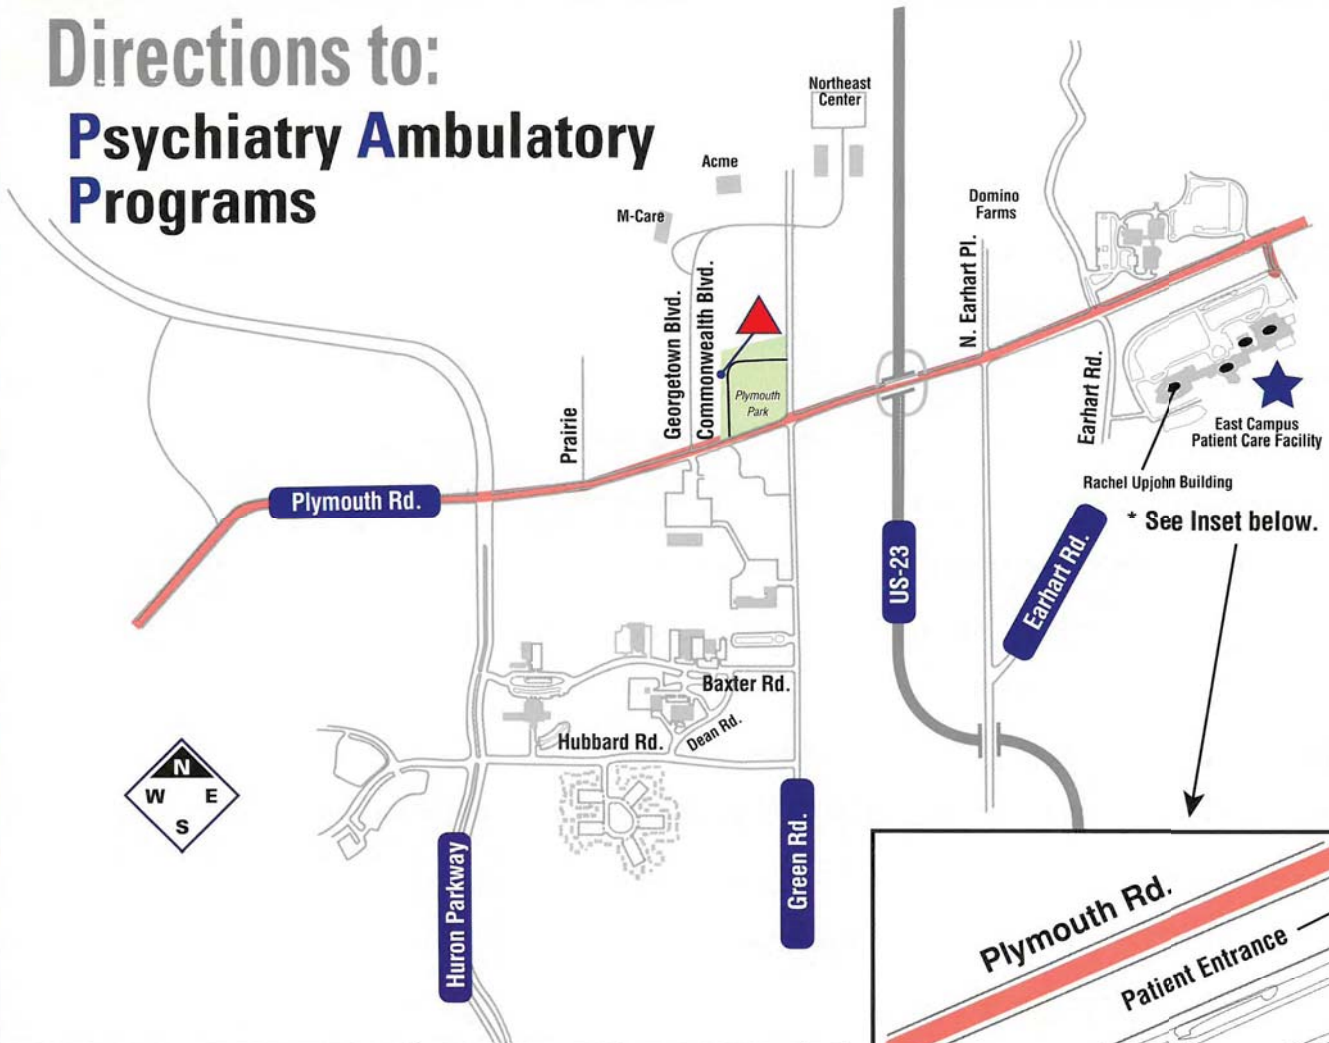 Directions to:
Psychiatry Ambulatory
Programs
Northeast
Center
Acme
M-Care
Domino
Farms
N. Earhart Pl.
Georgetown Blvd.
Commonwealth Blvd.
Plymouth
Park
Prairie
Earhart Rd.
East Campus
Patient Care Facility
Rachel Upjohn Building
* See Inset below.
Plymouth Rd.
US-23
Earhart Rd.
Baxter Rd.
Dean Rd.
Hubbard Rd.
N
W E
S
Huron Parkway
Green Rd.
Plymouth Rd.
Patient Entrance